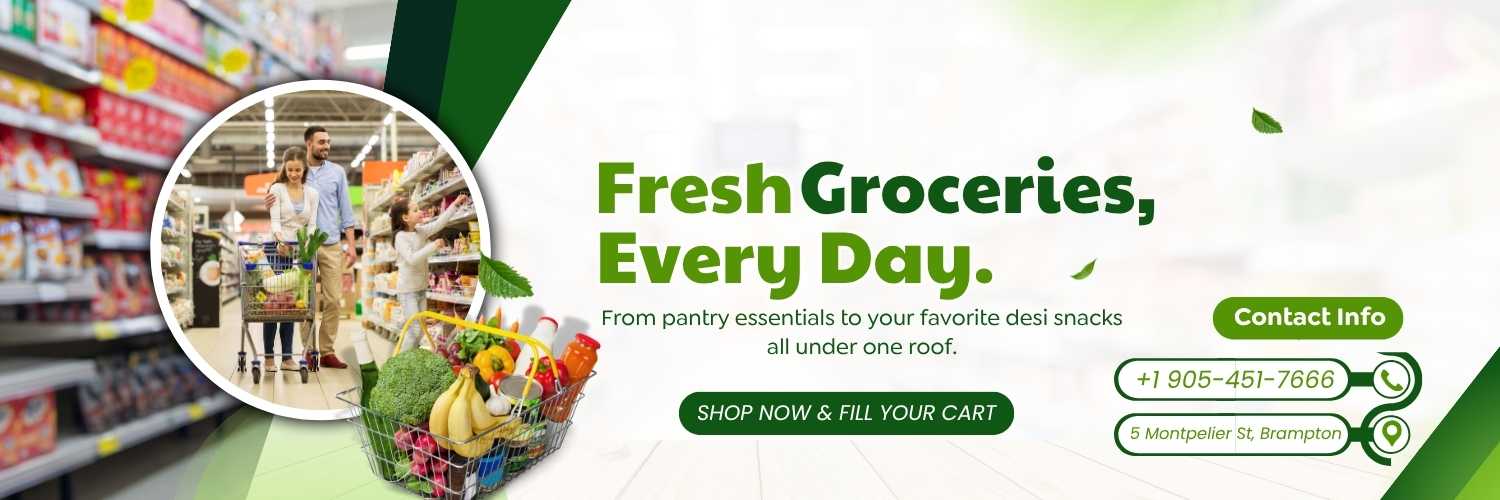 Fresh Groceries,
Every Day.
From pantry essentials to your favorite desi snacks
all under one roof.
SHOP NOW & FILL YOUR CART
Contact Info
+1 905-451-7666
5 Montpelier St, Brampton